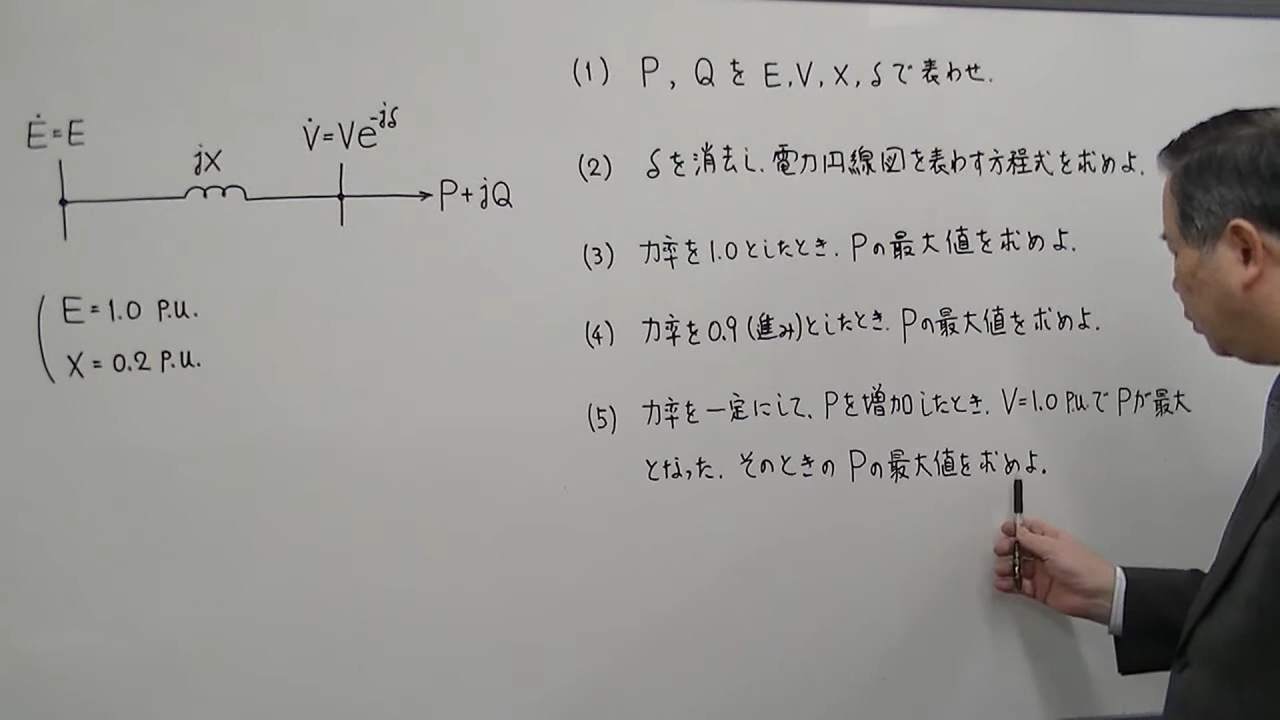 Ė=E
jX
V̇=Ve^-jδ
P+jQ
E=1.0 P.U.
X=0.2 P.U.
(1) P, QをE,V,X,δで表わせ.
(2) δを消去し.電力円線図を表わす方程式を求めよ.
(3) 力率を1.0としたとき.Pの最大値を求めよ.
(4) 力率を0.9(進み)としたとき.Pの最大値を求めよ.
(5) 力率を一定にして、Pを増加したとき.V=1.0 P.U.でPが最大
となった.そのときのPの最大値を求めよ.